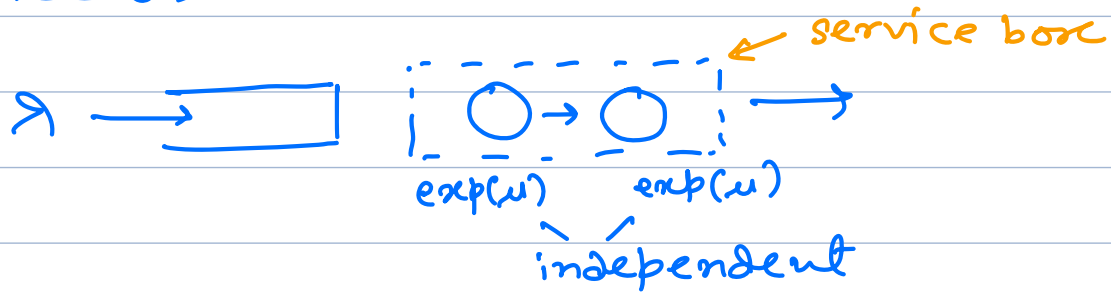 service box
λ
exp(μ) exp(μ)
independent